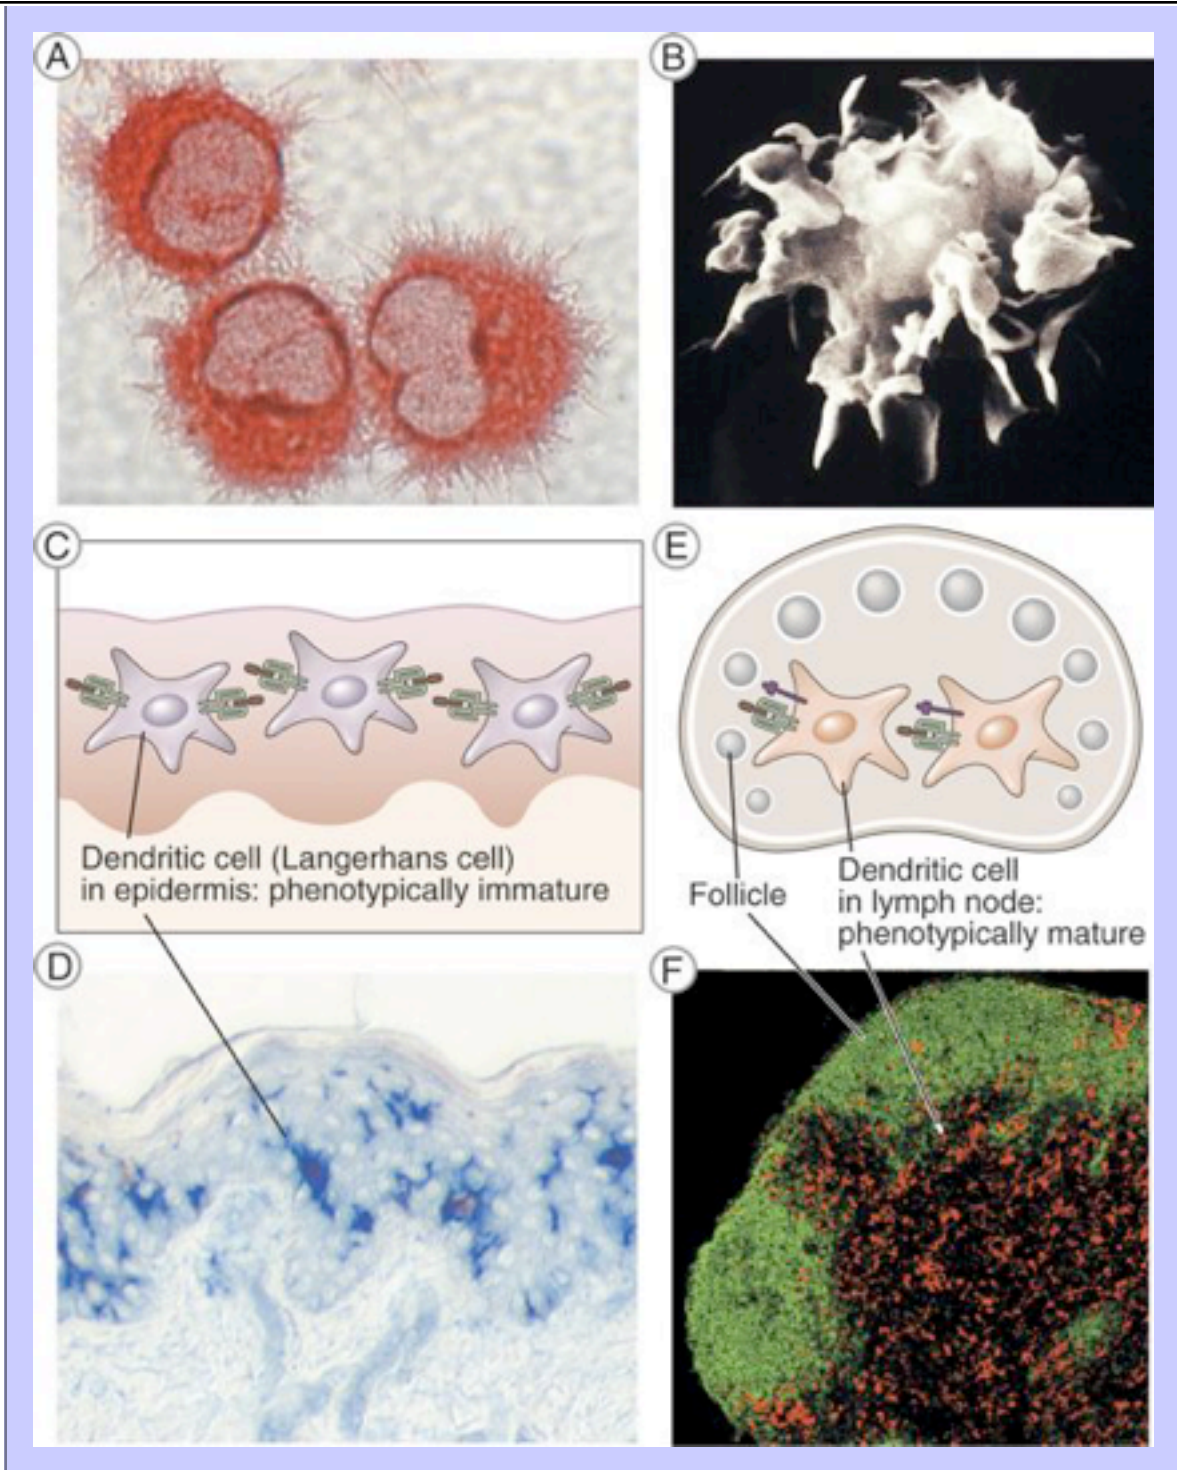 A
B
C
Dendritic cell (Langerhans cell)
in epidermis: phenotypically immature
E
Follicle
Dendritic cell
in lymph node:
phenotypically mature
D
F